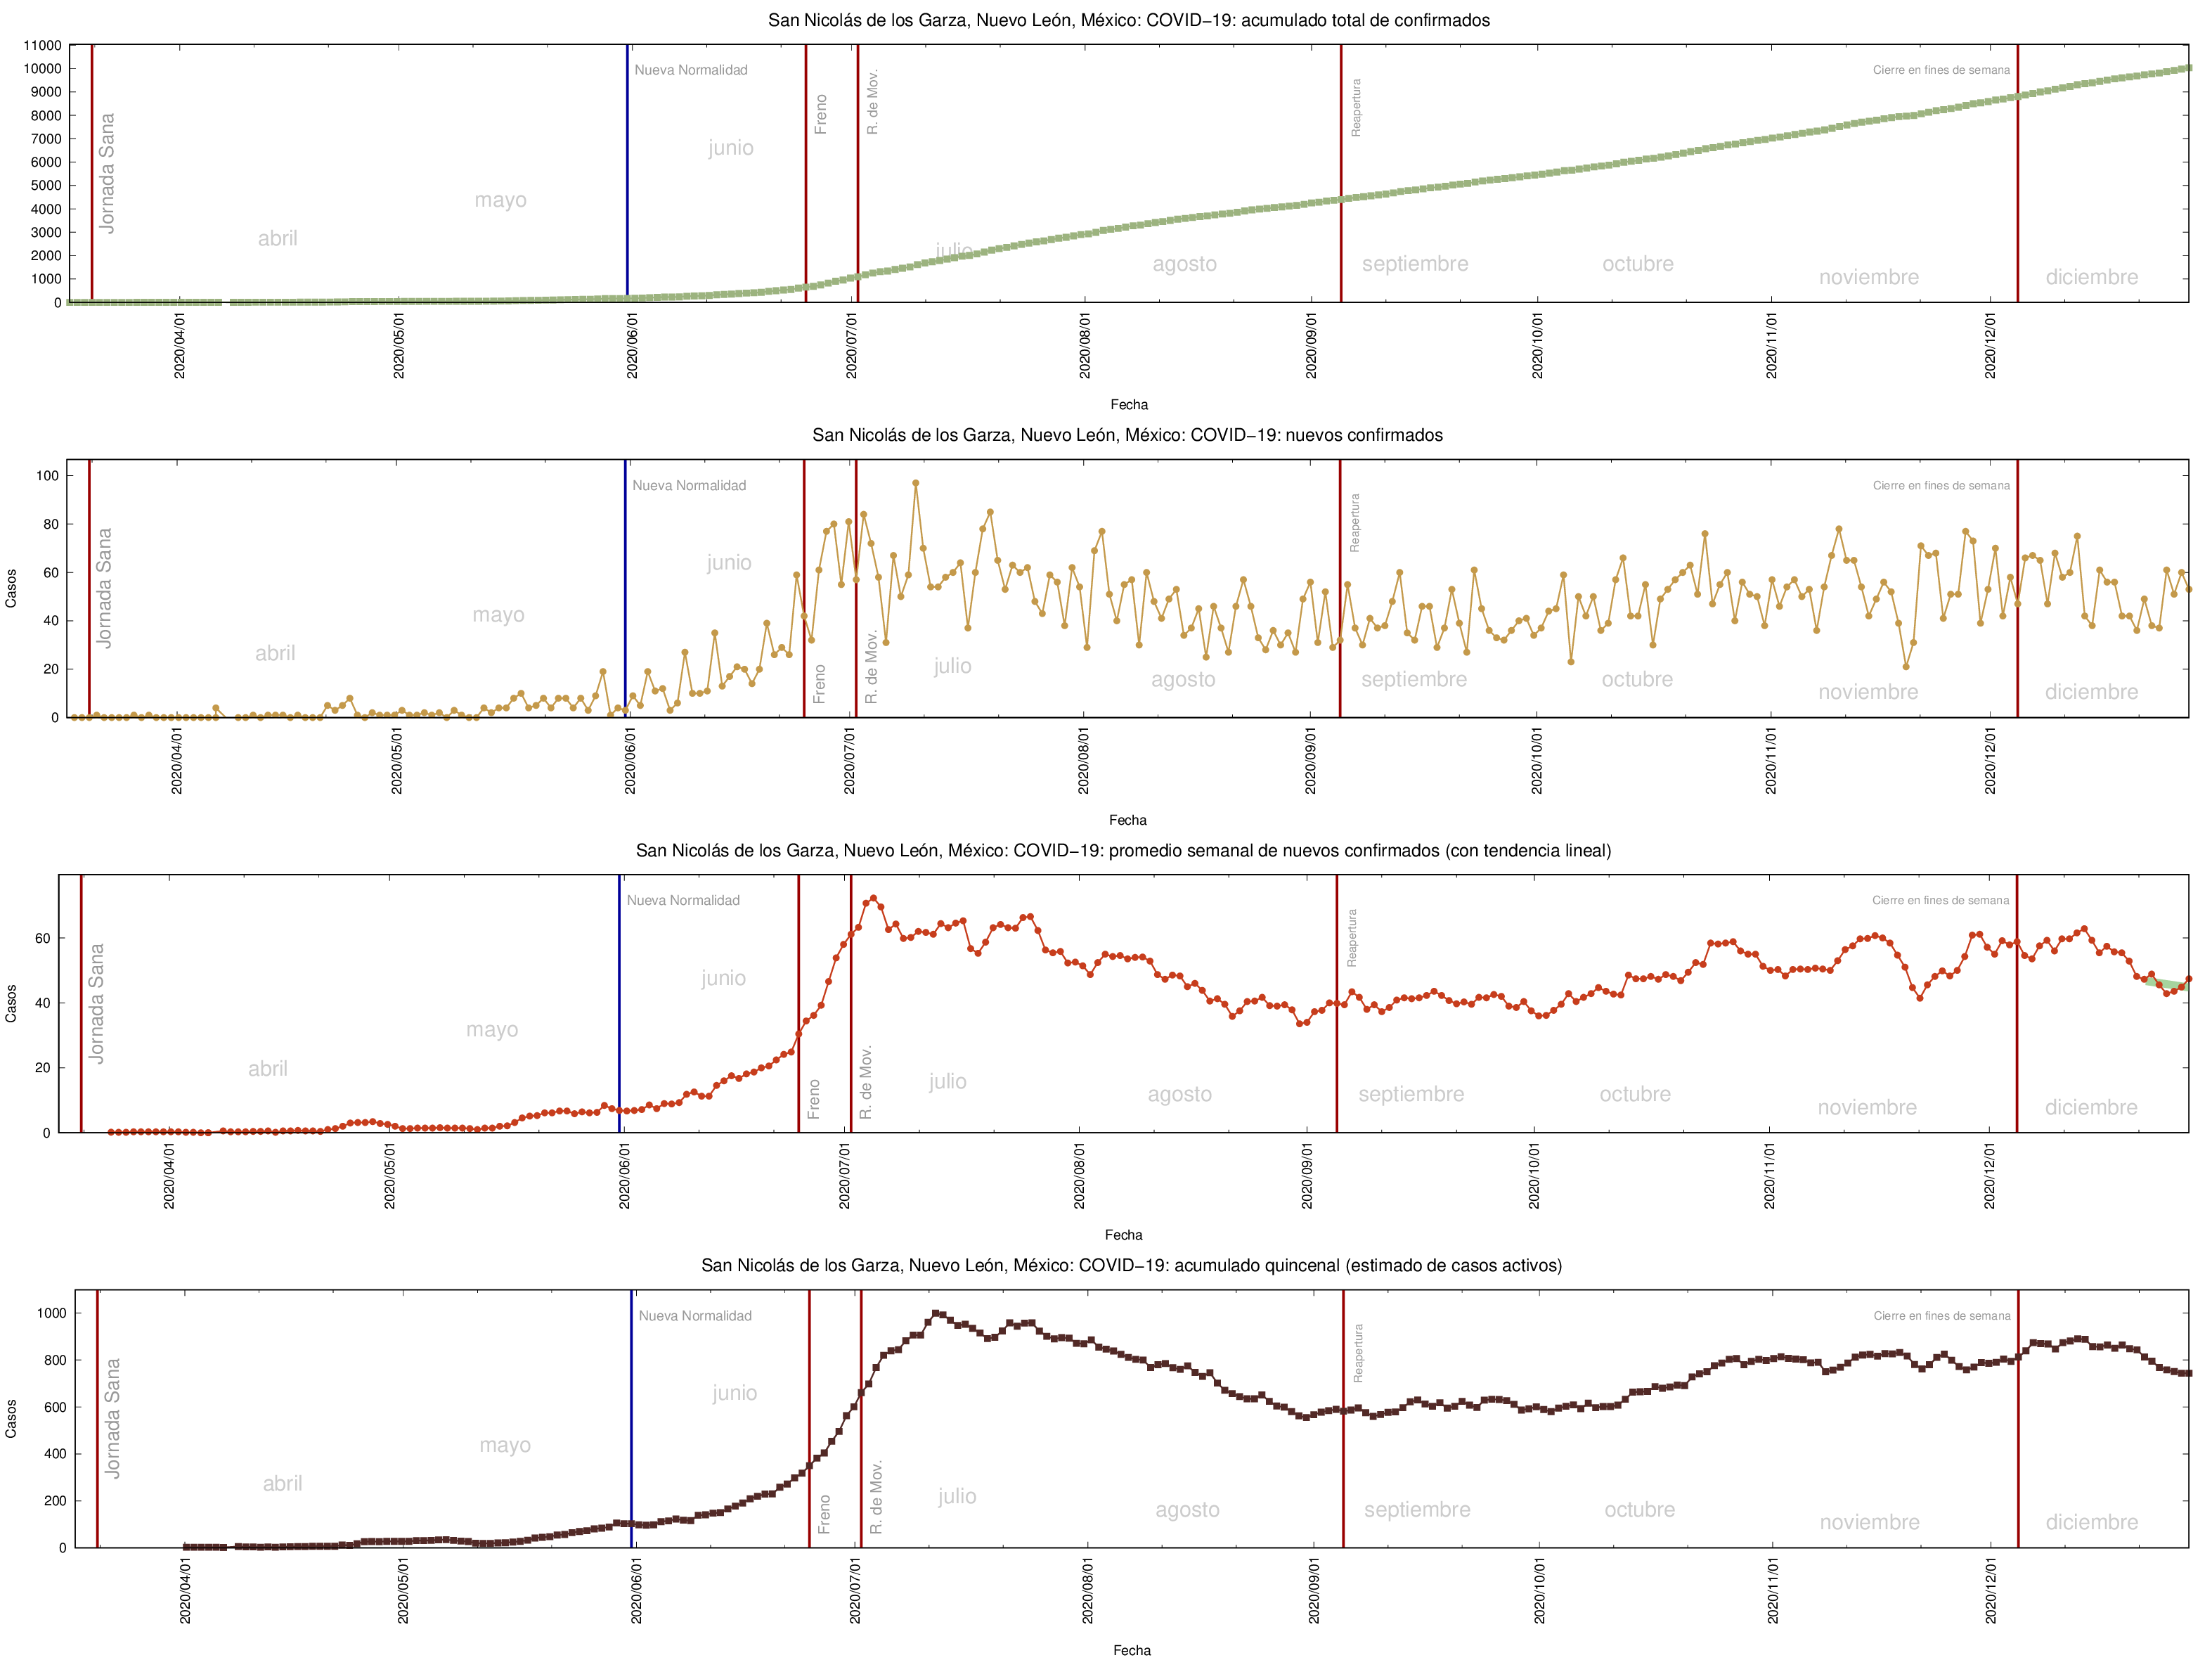 San Nicolás de los Garza, Nuevo León, México: COVID−19: acumulado total de confirmados
11000
10000
9000
8000
7000
6000
5000
4000
3000
2000
1000
0
Jornada Sana
abril
mayo
Nueva Normalidad
junio
Freno
R. de Mov.
julio
agosto
Reapertura
septiembre
octubre
noviembre
Cierre en fines de semana
diciembre
2020/04/01
2020/05/01
2020/06/01
2020/07/01
2020/08/01
2020/09/01
2020/10/01
2020/11/01
2020/12/01
Fecha
San Nicolás de los Garza, Nuevo León, México: COVID−19: nuevos confirmados
Casos
100
80
60
40
20
0
Jornada Sana
abril
mayo
Nueva Normalidad
junio
Freno
R. de Mov.
julio
agosto
Reapertura
septiembre
octubre
noviembre
Cierre en fines de semana
diciembre
2020/04/01
2020/05/01
2020/06/01
2020/07/01
2020/08/01
2020/09/01
2020/10/01
2020/11/01
2020/12/01
Fecha
San Nicolás de los Garza, Nuevo León, México: COVID−19: promedio semanal de nuevos confirmados (con tendencia lineal)
Casos
60
40
20
0
Jornada Sana
abril
mayo
Nueva Normalidad
junio
Freno
R. de Mov.
julio
agosto
Reapertura
septiembre
octubre
noviembre
Cierre en fines de semana
diciembre
2020/04/01
2020/05/01
2020/06/01
2020/07/01
2020/08/01
2020/09/01
2020/10/01
2020/11/01
2020/12/01
Fecha
San Nicolás de los Garza, Nuevo León, México: COVID−19: acumulado quincenal (estimado de casos activos)
Casos
1000
800
600
400
200
0
Jornada Sana
abril
mayo
Nueva Normalidad
junio
Freno
R. de Mov.
julio
agosto
Reapertura
septiembre
octubre
noviembre
Cierre en fines de semana
diciembre
2020/04/01
2020/05/01
2020/06/01
2020/07/01
2020/08/01
2020/09/01
2020/10/01
2020/11/01
2020/12/01
Fecha